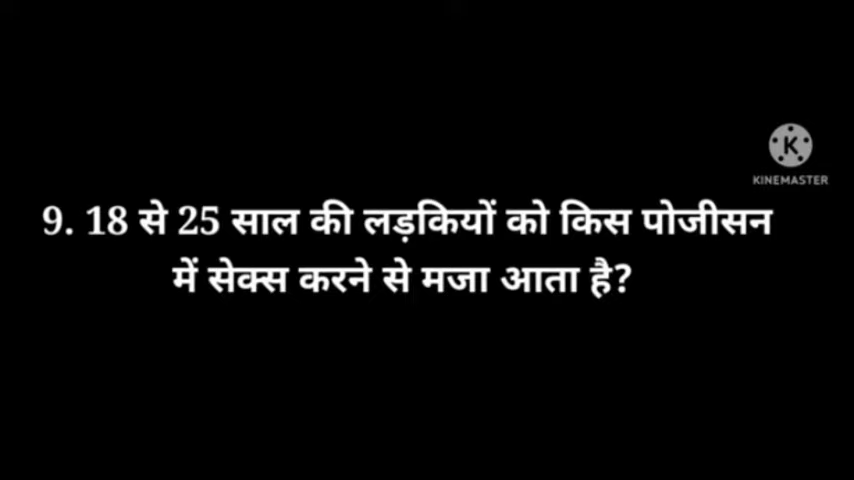 KINEMASTER
9. 18 से 25 साल की लड़कियों को किस पोजीसन
में सेक्स करने से मजा आता है?